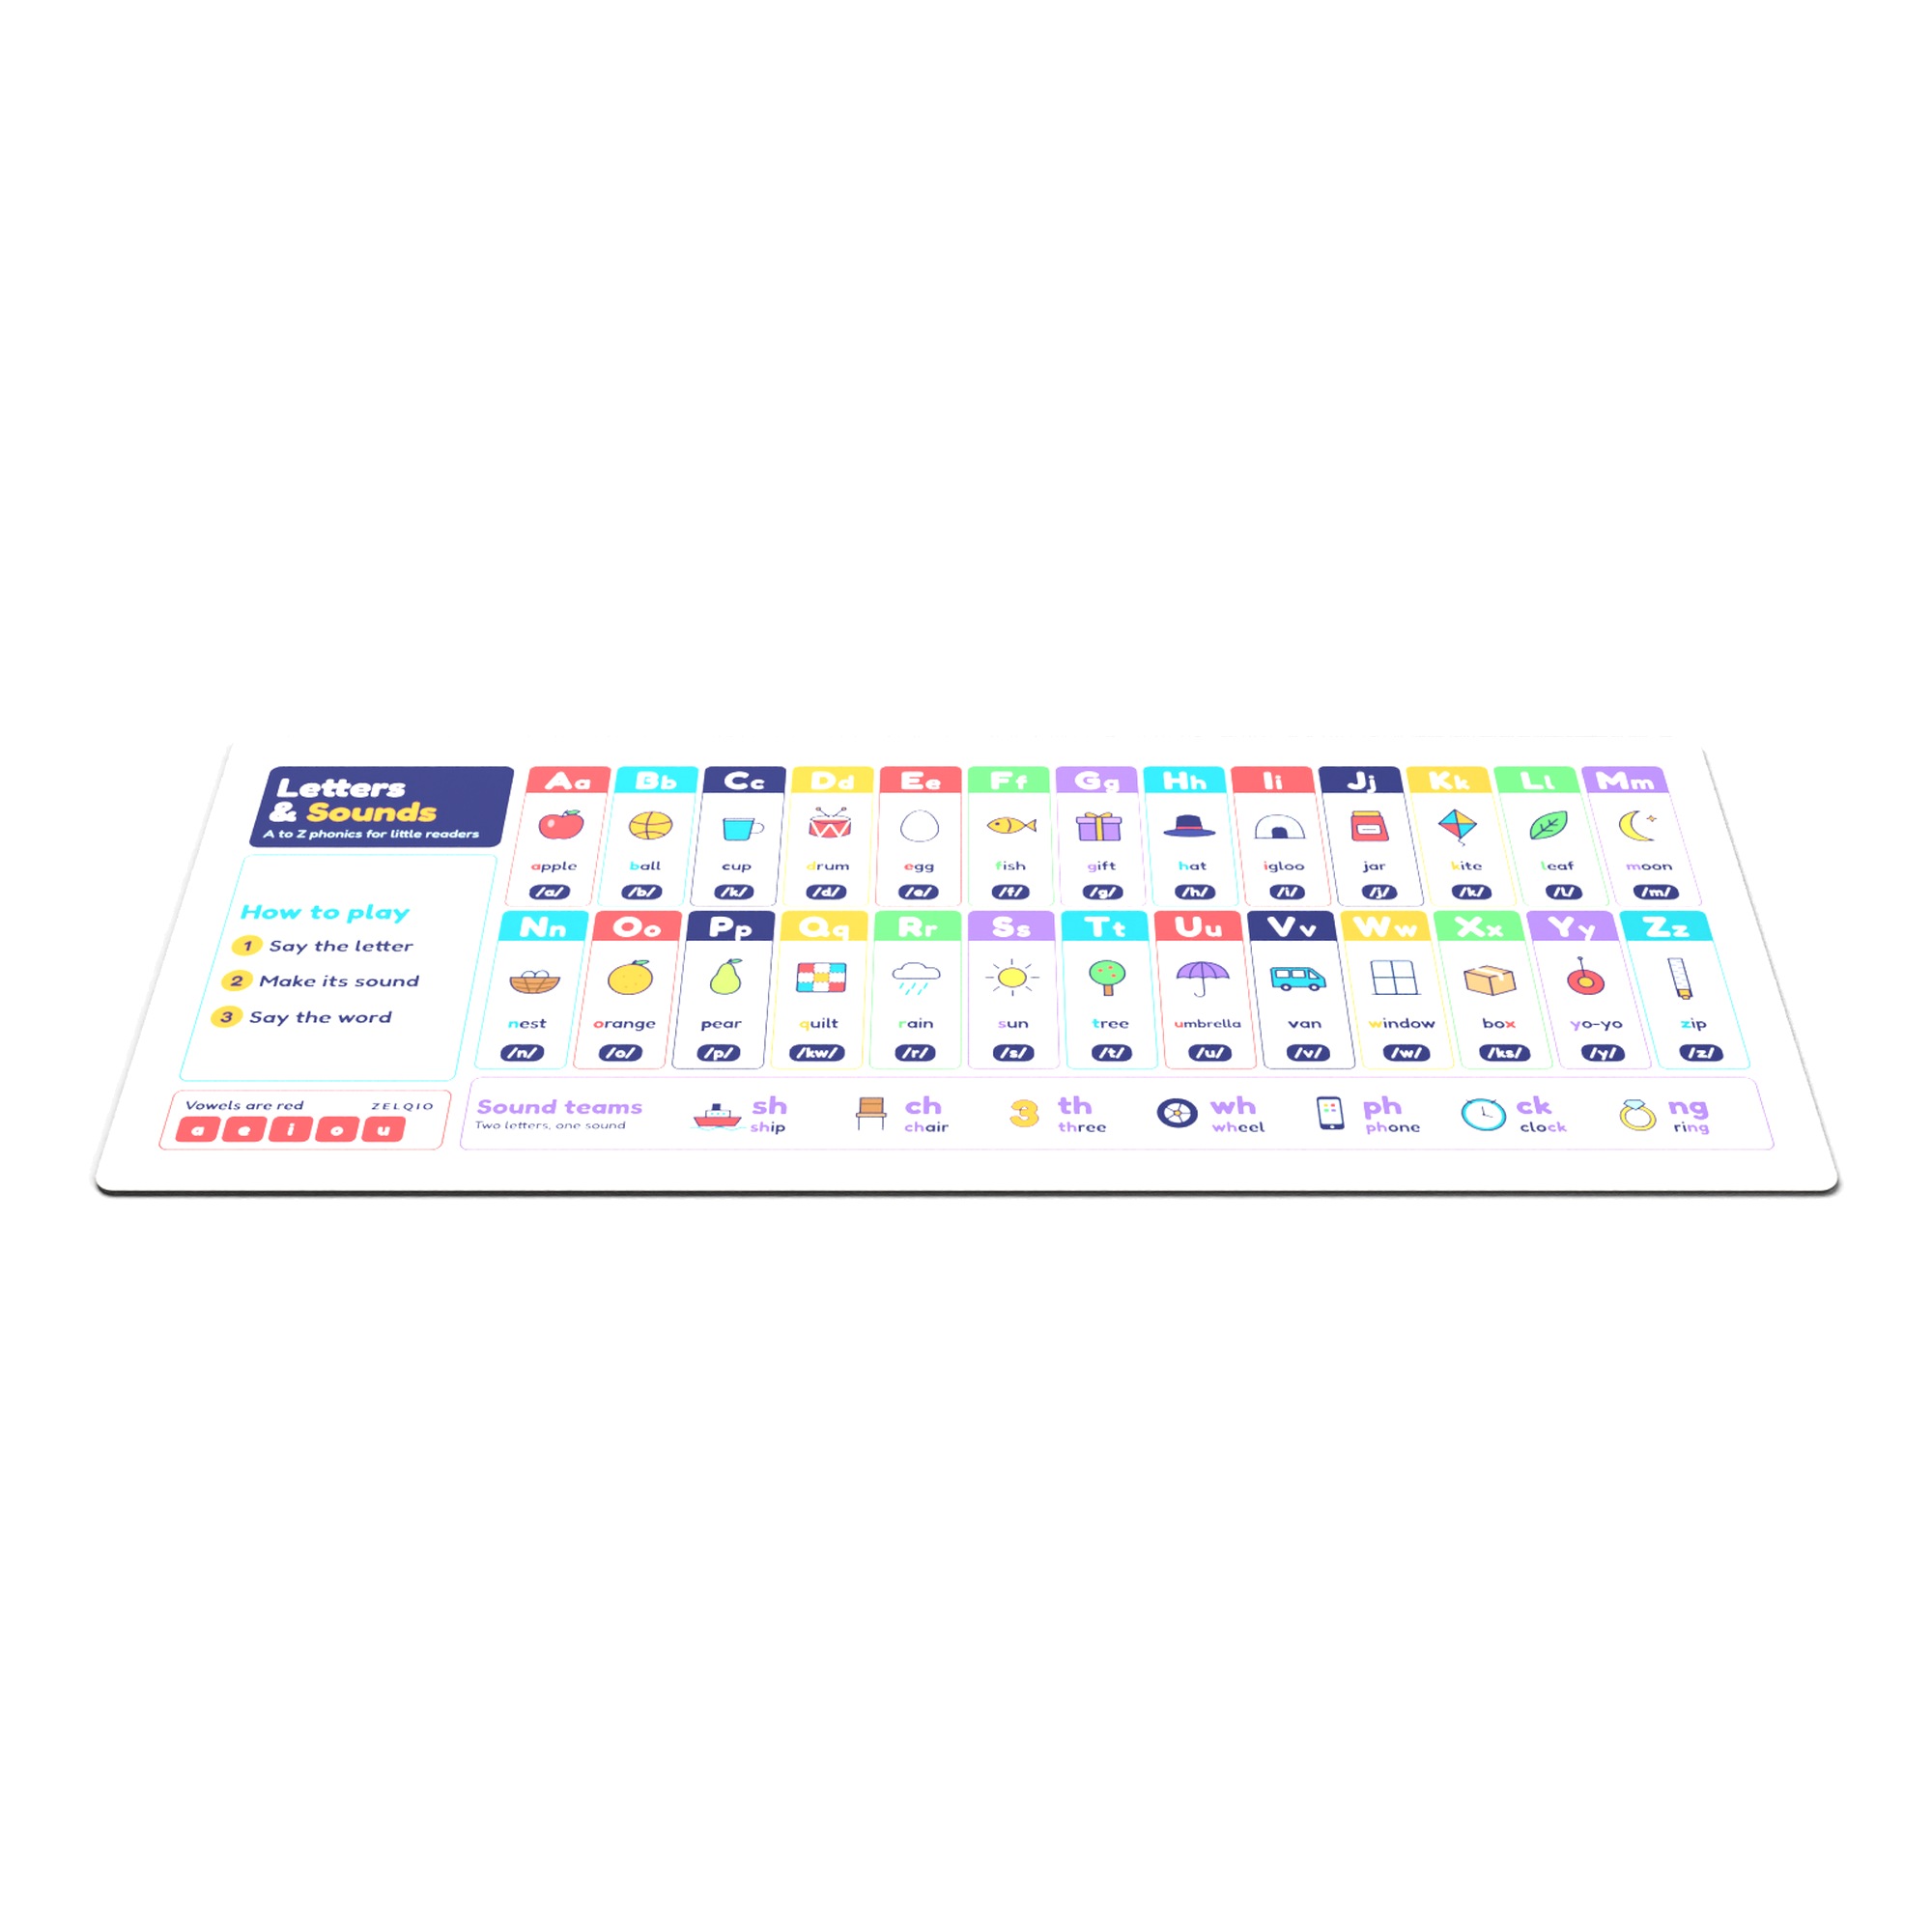 Letters
& Sounds
A to Z phonics for little readers
How to play
1 Say the letter
2 Make its sound
3 Say the word
Vowels are red
ZELQIO
a e i o u
Aa
apple
/a/
Bb
ball
/b/
Cc
cup
/k/
Dd
drum
/d/
Ee
egg
/e/
Ff
fish
/f/
Gg
gift
/g/
Hh
hat
/h/
Ii
igloo
/i/
Jj
jar
/j/
Kk
kite
/k/
Ll
leaf
/l/
Mm
moon
/m/
Nn
nest
/n/
Oo
orange
/o/
Pp
pear
/p/
Qq
quilt
/kw/
Rr
rain
/r/
Ss
sun
/s/
Tt
tree
/t/
Uu
umbrella
/u/
Vv
van
/v/
Ww
window
/w/
Xx
box
/ks/
Yy
yo-yo
/y/
Zz
zip
/z/
Sound teams
Two letters, one sound
sh
ship
ch
chair
3
th
three
wh
wheel
ph
phone
ck
clock
ng
ring